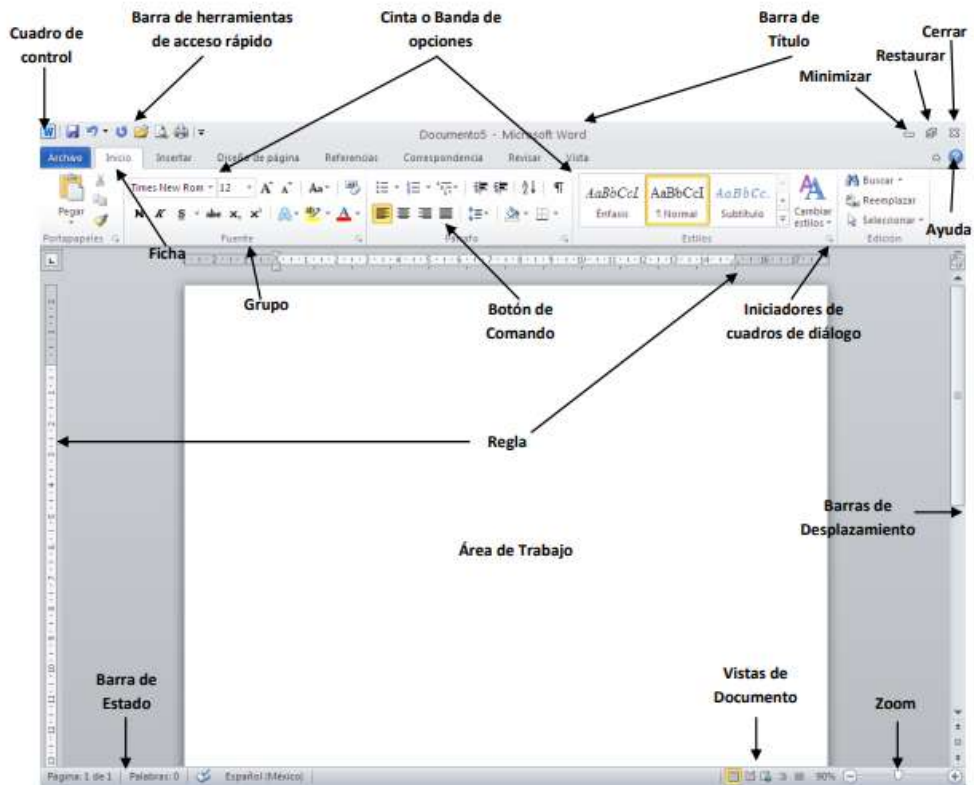 Cuadro de
control
Barra de herramientas
de acceso rápido
Cinta o Banda de
opciones
Barra de
Título
Cerrar
Restaurar
Minimizar
Documento5 - Microsoft Word
Archivo Inicio Insertar Diseño de página Referencias Correspondencia Revisar Vista
Pegar
Times New Rom 12
N K S abc x₂ x²
AaBbCcI AaBbCcI AaBbCc.
Énfasis ¶ Normal Subtítulo
Cambiar
estilos
Buscar
Reemplazar
Seleccionar
Portapapeles Fuente Párrafo Estilos Edición
Ayuda
Ficha
Grupo
Botón de
Comando
Iniciadores de
cuadros de diálogo
Regla
Barras de
Desplazamiento
Área de Trabajo
Barra de
Estado
Vistas de
Documento
Zoom
Página: 1 de 1 Palabras: 0 Español (México) 90%